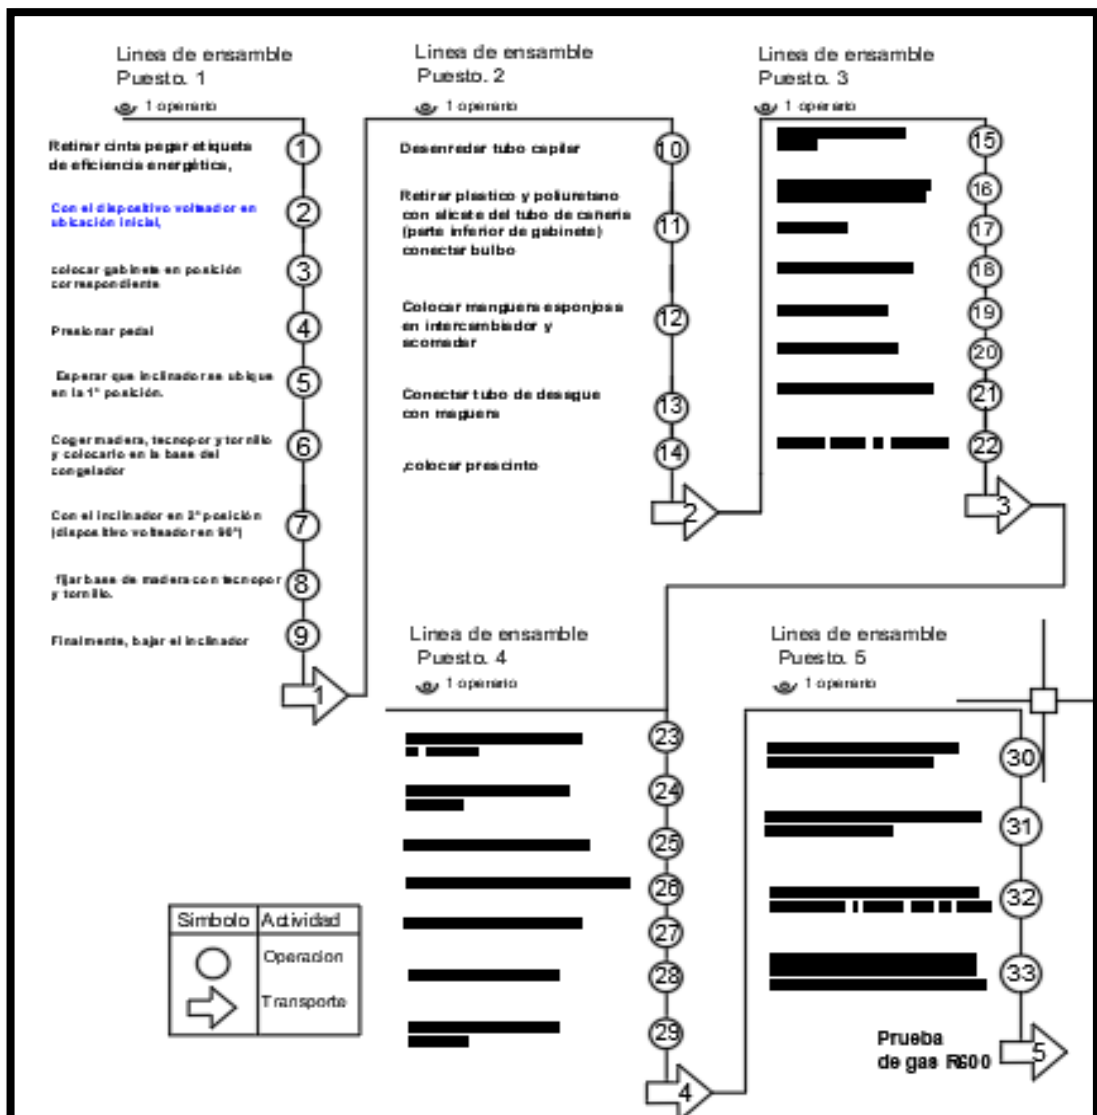 Linea de ensamble
Puesto. 1
1 operario
1
Retirar cinta pegar etiqueta
de eficiencia energética,
2
Con el dispositivo volteador en
ubicación inicial,
3
colocar gabinete en posición
correspondiente
4
Presionar pedal
5
Esperar que inclinador se ubique
en la 1° posición.
6
Coger madera, tecnopor y tornillo
y colocarlo en la base del
congelador
7
Con el inclinador en 2° posición
(dispositivo volteador en 90°)
8
fijar base de madera con tecnopor
y tornillo.
9
Finalmente, bajar el inclinador
1
Linea de ensamble
Puesto. 2
1 operario
10
Desenredar tubo capilar
11
Retirar plastico y poliuretano
con alicate del tubo de cañeria
(parte inferior de gabinete)
conectar bulbo
12
Colocar manguera esponjosa
en intercambiador y
acomadar
13
Conectar tubo de desague
con maguera
14
,colocar prescinto
2
Linea de ensamble
Puesto. 3
1 operario
15
16
17
18
19
20
21
22
3
Linea de ensamble
Puesto. 4
1 operario
23
24
25
26
27
28
29
4
Linea de ensamble
Puesto. 5
1 operario
30
31
32
33
Prueba
de gas R600
5
Simbolo Actividad
Operacion
Transporte